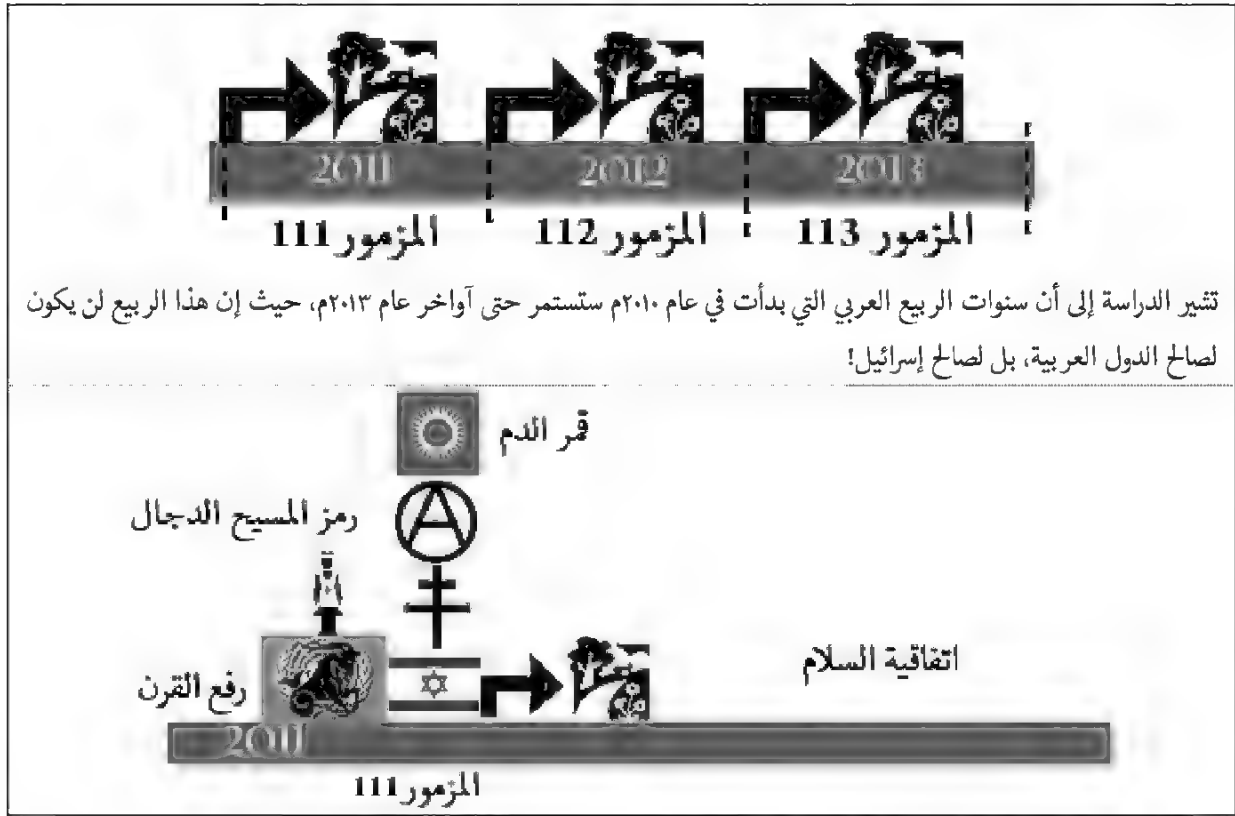 2011 2012 2013
المزمور 111 المزمور 112 المزمور 113
تشير الدراسة إلى أن سنوات الربيع العربي التي بدأت في عام ٢٠١٠م ستستمر حتى آواخر عام ٢٠١٣م، حيث إن هذا الربيع لن يكون
لصالح الدول العربية، بل لصالح إسرائيل!
قمر الدم
A
رمز المسيح الدجال
اتفاقية السلام
رفع القرن
2011
المزمور 111